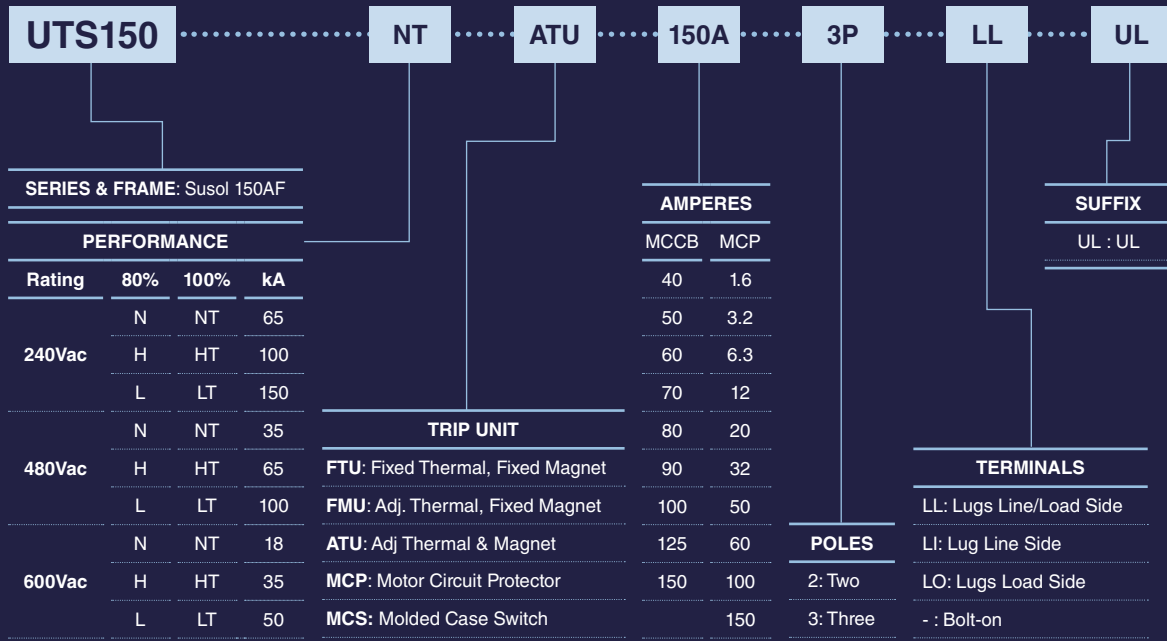 UTS150 NT ATU 150A 3P LL UL
SERIES & FRAME: Susol 150AF
PERFORMANCE
Rating 80% 100% kA
240Vac
N NT 65
H HT 100
L LT 150
480Vac
N NT 35
H HT 65
L LT 100
600Vac
N NT 18
H HT 35
L LT 50
TRIP UNIT
FTU: Fixed Thermal, Fixed Magnet
FMU: Adj. Thermal, Fixed Magnet
ATU: Adj Thermal & Magnet
MCP: Motor Circuit Protector
MCS: Molded Case Switch
AMPERES
MCCB MCP
40 1.6
50 3.2
60 6.3
70 12
80 20
90 32
100 50
125 60
150 100
150
POLES
2: Two
3: Three
TERMINALS
LL: Lugs Line/Load Side
LI: Lug Line Side
LO: Lugs Load Side
- : Bolt-on
SUFFIX
UL : UL